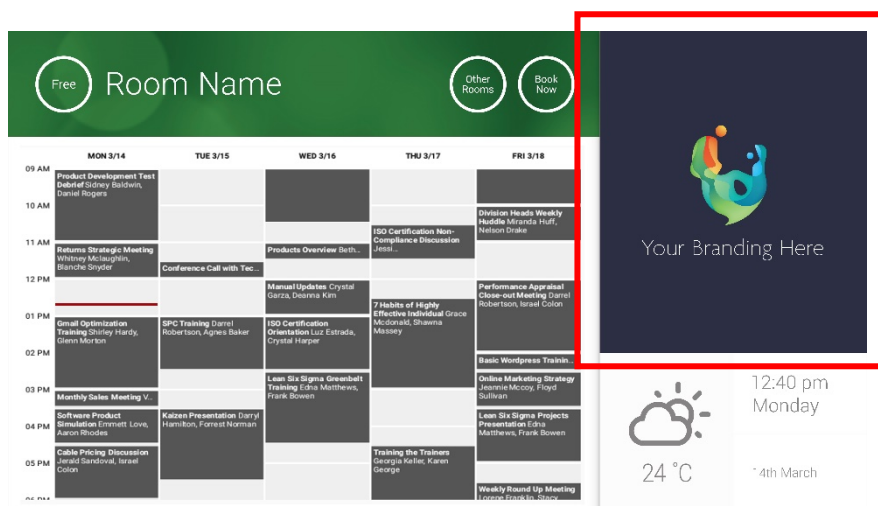 Free
Room Name
Other
Rooms
Book
Now
MON 3/14
TUE 3/15
WED 3/16
THU 3/17
FRI 3/18
09 AM
10 AM
11 AM
12 PM
01 PM
02 PM
03 PM
04 PM
05 PM
06 PM
Product Development Test
Debrief Sidney Baldwin,
Daniel Rogers
Returns Strategic Meeting
Whitney Mclaughlin,
Blanche Snyder
Gmail Optimization
Training Shirley Hardy,
Glenn Morton
Monthly Sales Meeting V...
Software Product
Simulation Emmett Love,
Aaron Rhodes
Cable Pricing Discussion
Jerald Sandoval, Israel
Colon
Conference Call with Tec...
SPC Training Darrel
Robertson, Agnes Baker
Kaizen Presentation Darryl
Hamilton, Forrest Norman
Products Overview Beth...
Manual Updates Crystal
Garza, Deanna Kim
ISO Certification
Orientation Luz Estrada,
Crystal Harper
Lean Six Sigma Greenbelt
Training Edna Matthews,
Frank Bowen
ISO Certification Non-
Compliance Discussion
Jessi...
7 Habits of Highly
Effective Individual Grace
Mcdonald, Shawna
Massey
Training the Trainers
Georgia Keller, Karen
George
Division Heads Weekly
Huddle Miranda Huff,
Nelson Drake
Performance Appraisal
Close-out Meeting Darrel
Robertson, Israel Colon
Basic Wordpress Trainin...
Online Marketing Strategy
Jeannie Mccoy, Floyd
Sullivan
Lean Six Sigma Projects
Presentation Edna
Matthews, Frank Bowen
Weekly Round Up Meeting
Lorene Franklin, Stacy
Your Branding Here
24 °C
12:40 pm
Monday
14th March